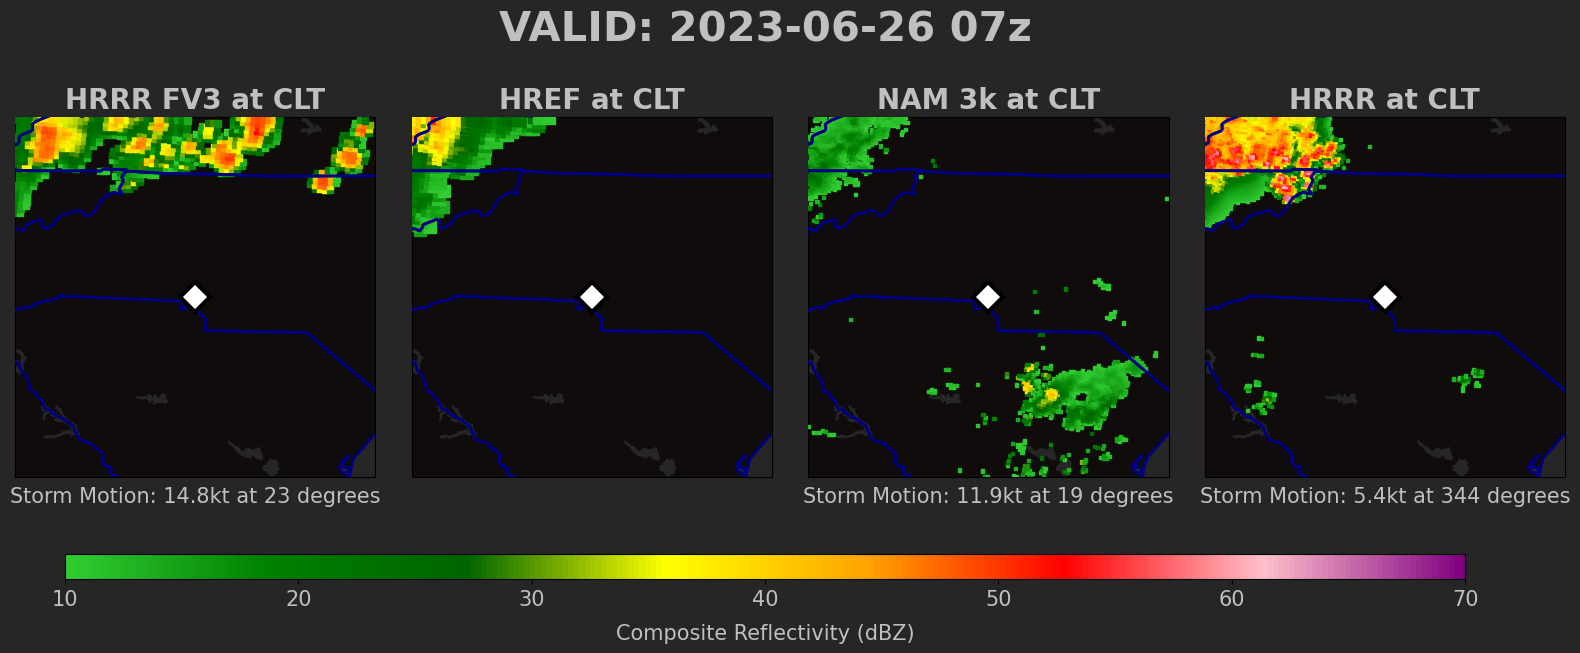 VALID: 2023-06-26 07z
HRRR FV3 at CLT
HREF at CLT
NAM 3k at CLT
HRRR at CLT
Storm Motion: 14.8kt at 23 degrees
Storm Motion: 11.9kt at 19 degrees
Storm Motion: 5.4kt at 344 degrees
10 20 30 40 50 60 70
Composite Reflectivity (dBZ)